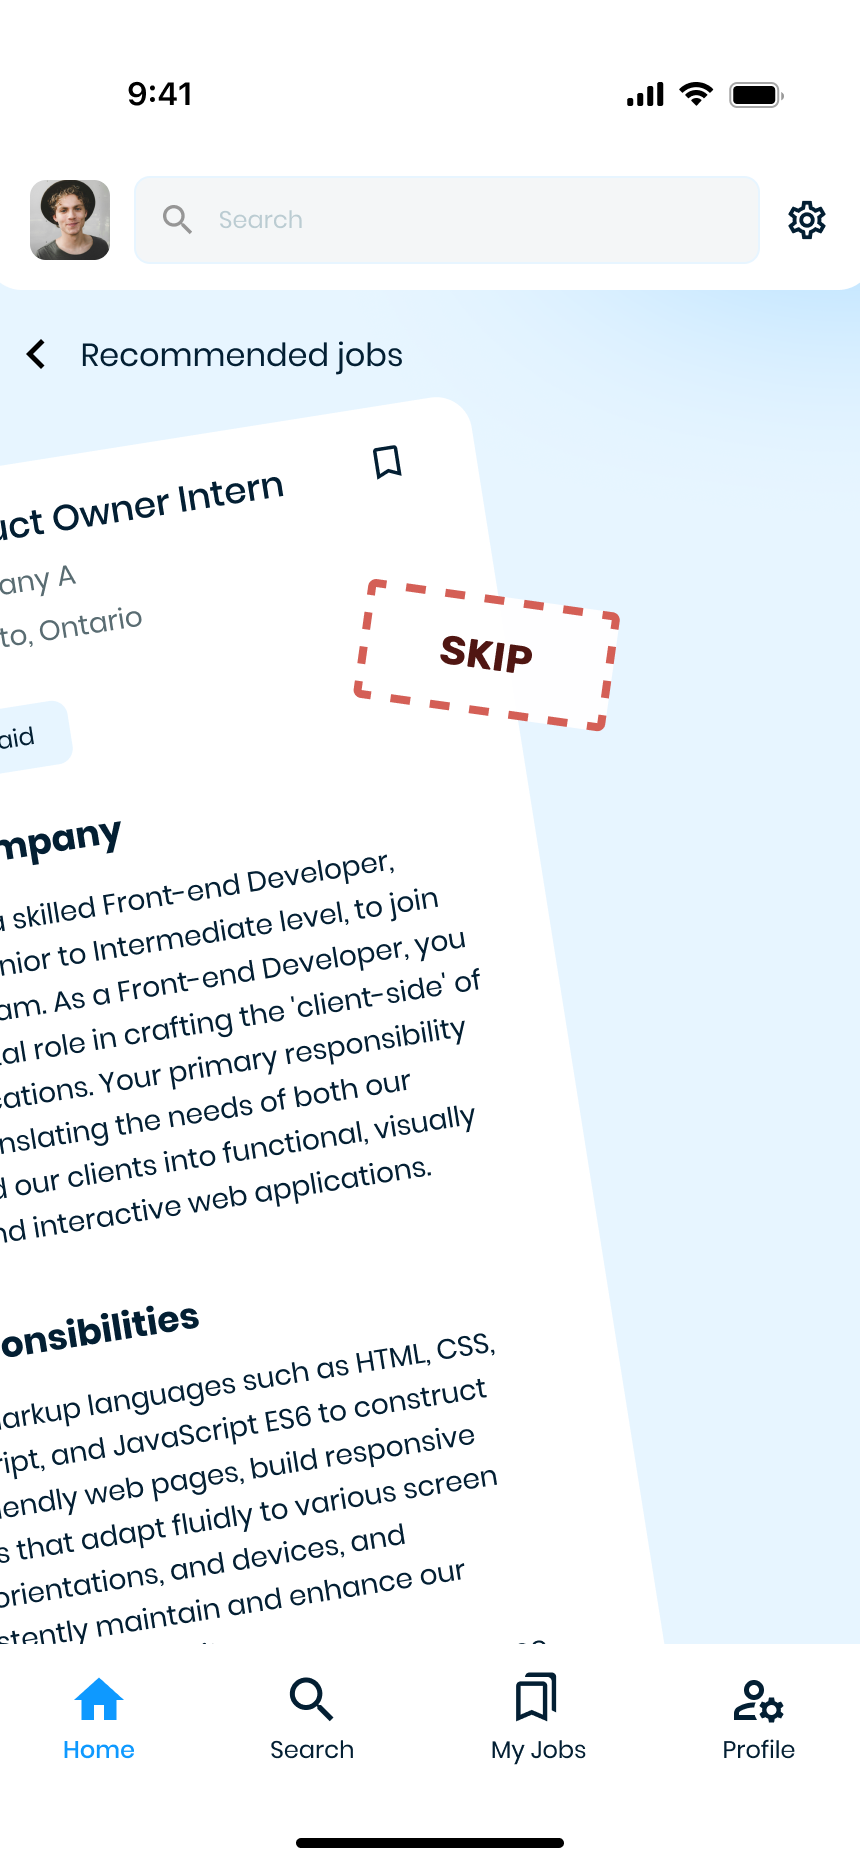 9:41
Search
Recommended jobs
uct Owner Intern
any A
to, Ontario
SKIP
aid
mpany
a skilled Front-end Developer,
nior to Intermediate level, to join
am. As a Front-end Developer, you
al role in crafting the 'client-side' of
cations. Your primary responsibility
nslating the needs of both our
d our clients into functional, visually
nd interactive web applications.
onsibilities
arkup languages such as HTML, CSS,
ript, and JavaScript ES6 to construct
iendly web pages, build responsive
s that adapt fluidly to various screen
orientations, and devices, and
stently maintain and enhance our
Home
Search
My Jobs
Profile